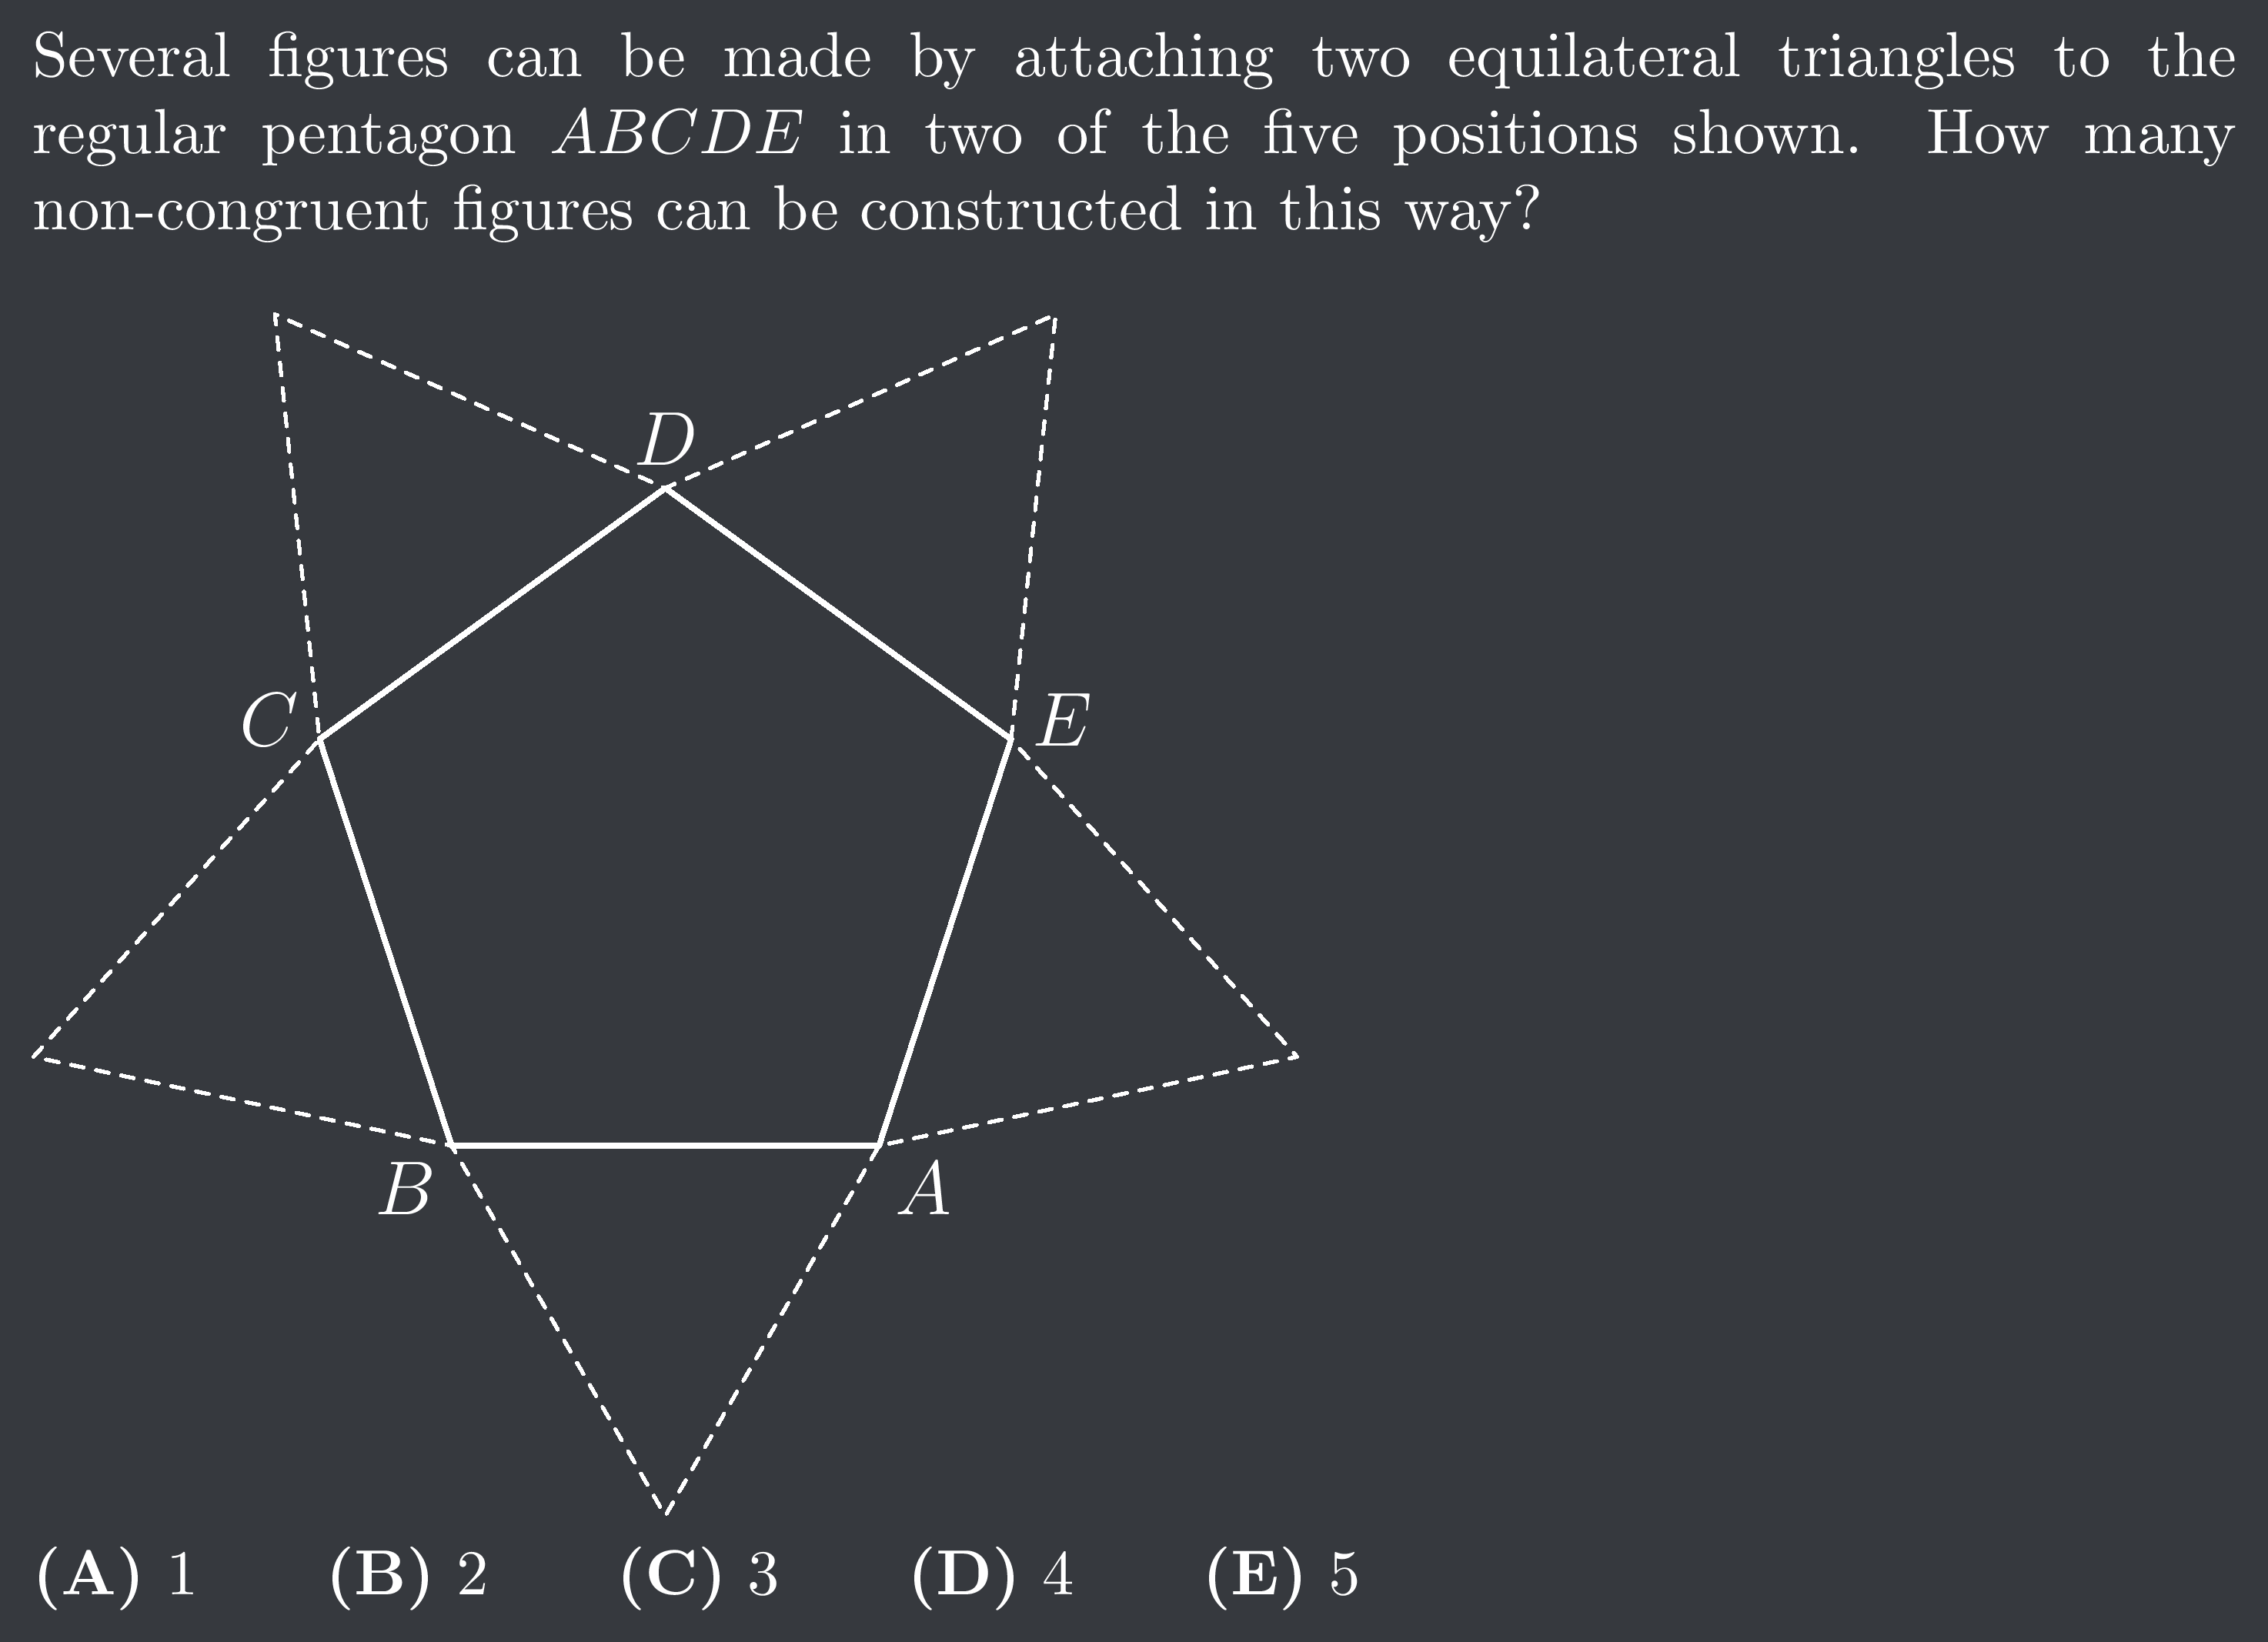 Several figures can be made by attaching two equilateral triangles to the
regular pentagon ABCDE in two of the five positions shown. How many
non-congruent figures can be constructed in this way?
D
C
E
B
A
(A) 1 (B) 2 (C) 3 (D) 4 (E) 5